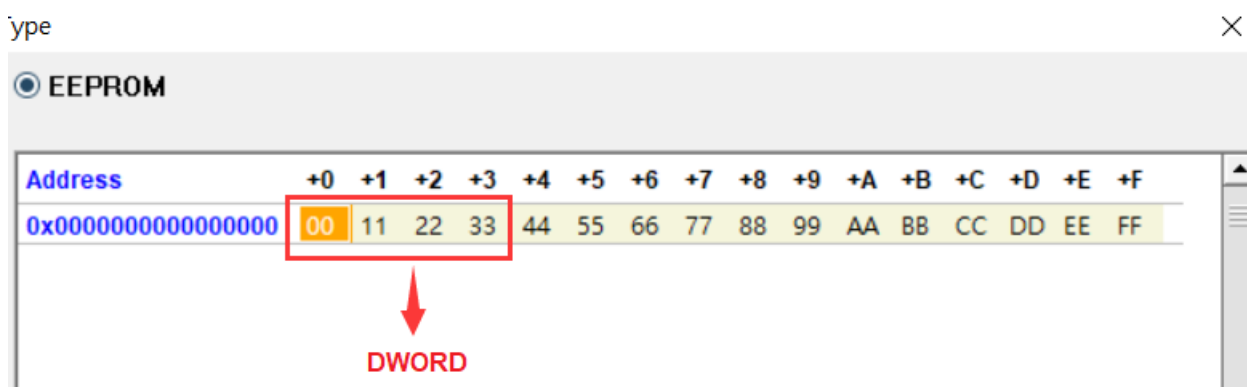 ype
EEPROM
Address +0 +1 +2 +3 +4 +5 +6 +7 +8 +9 +A +B +C +D +E +F
0x0000000000000000 00 11 22 33 44 55 66 77 88 99 AA BB CC DD EE FF
DWORD